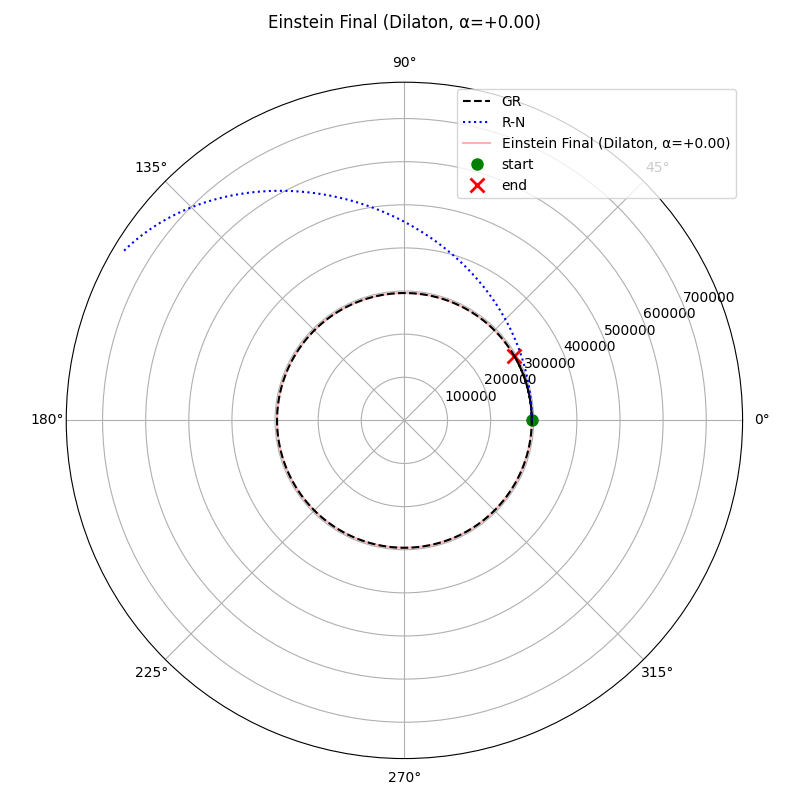 Einstein Final (Dilaton, α=+0.00)
90°
GR
R-N
Einstein Final (Dilaton, α=+0.00)
start
end
135°
45°
700000
600000
500000
400000
300000
200000
100000
180°
0°
225°
315°
270°